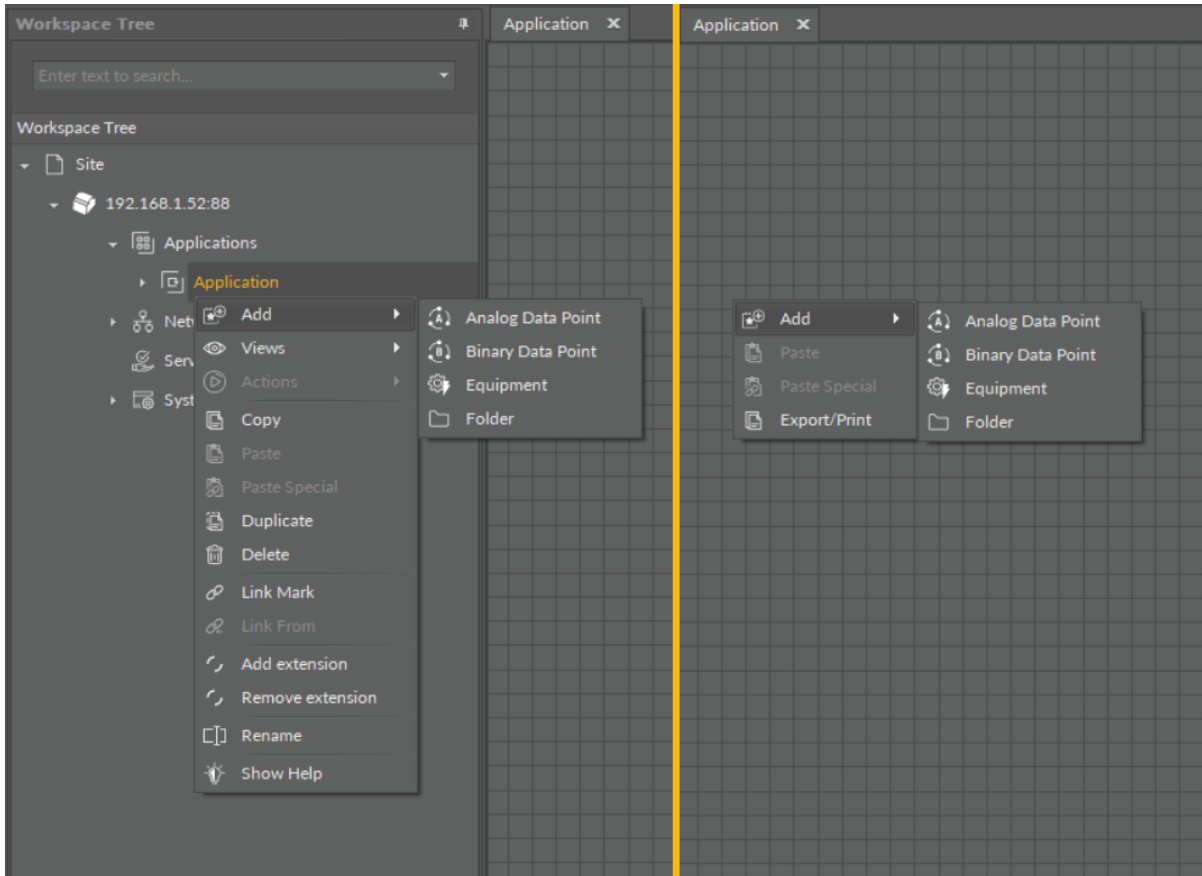 Workspace Tree
Enter text to search...
Workspace Tree
Site
192.168.1.52:88
Applications
Application
Net
Serv
Syst
Add
Views
Actions
Copy
Paste
Paste Special
Duplicate
Delete
Link Mark
Link From
Add extension
Remove extension
Rename
Show Help
Analog Data Point
Binary Data Point
Equipment
Folder
Application
Application
Add
Paste
Paste Special
Export/Print
Analog Data Point
Binary Data Point
Equipment
Folder